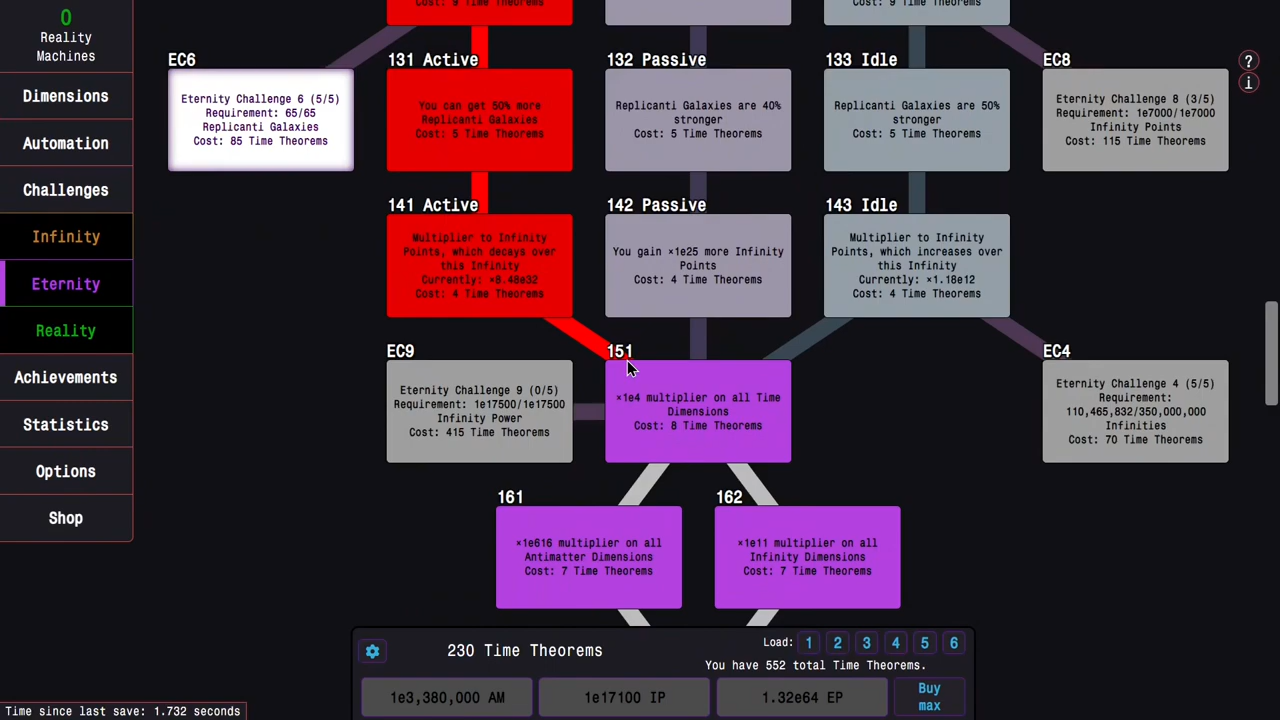 0
Reality
Machines
Dimensions
Automation
Challenges
Infinity
Eternity
Reality
Achievements
Statistics
Options
Shop
9 Time Theorems
9 Time Theorems
EC6
Eternity Challenge 6 (5/5)
Requirement: 65/65
Replicanti Galaxies
Cost: 85 Time Theorems
131 Active
You can get 50% more
Replicanti Galaxies
Cost: 5 Time Theorems
132 Passive
Replicanti Galaxies are 40%
stronger
Cost: 5 Time Theorems
133 Idle
Replicanti Galaxies are 50%
stronger
Cost: 5 Time Theorems
EC8
Eternity Challenge 8 (3/5)
Requirement: 1e7000/1e7000
Infinity Points
Cost: 115 Time Theorems
?
i
141 Active
Multiplier to Infinity
Points, which decays over
this Infinity
Currently: ×8.48e32
Cost: 4 Time Theorems
142 Passive
You gain ×1e25 more Infinity
Points
Cost: 4 Time Theorems
143 Idle
Multiplier to Infinity
Points, which increases over
this Infinity
Currently: ×1.18e12
Cost: 4 Time Theorems
EC9
Eternity Challenge 9 (0/5)
Requirement: 1e17500/1e17500
Infinity Power
Cost: 415 Time Theorems
151
×1e4 multiplier on all Time
Dimensions
Cost: 8 Time Theorems
EC4
Eternity Challenge 4 (5/5)
Requirement:
110,465,832/350,000,000
Infinities
Cost: 70 Time Theorems
161
×1e616 multiplier on all
Antimatter Dimensions
Cost: 7 Time Theorems
162
×1e11 multiplier on all
Infinity Dimensions
Cost: 7 Time Theorems
230 Time Theorems
Load: 1 2 3 4 5 6
You have 552 total Time Theorems.
1e3,380,000 AM
1e17100 IP
1.32e64 EP
Buy
max
Time since last save: 1.732 seconds